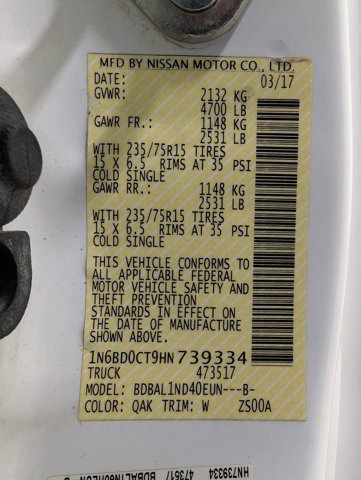 MFD BY NISSAN MOTOR CO., LTD.
DATE: 03/17
GVWR: 2132 KG
4700 LB
GAWR FR.: 1148 KG
2531 LB
WITH 235/75R15 TIRES
15 X 6.5 RIMS AT 35 PSI
COLD SINGLE
GAWR RR.: 1148 KG
2531 LB
WITH 235/75R15 TIRES
15 X 6.5 RIMS AT 35 PSI
COLD SINGLE
THIS VEHICLE CONFORMS TO
ALL APPLICABLE FEDERAL
MOTOR VEHICLE SAFETY AND
THEFT PREVENTION
STANDARDS IN EFFECT ON
THE DATE OF MANUFACTURE
SHOWN ABOVE.
1N6BD0CT9HN739334
TRUCK 473517
MODEL: BDBAL1ND40EUN---B-
COLOR: QAK TRIM: W ZS00A
HN739334
473517